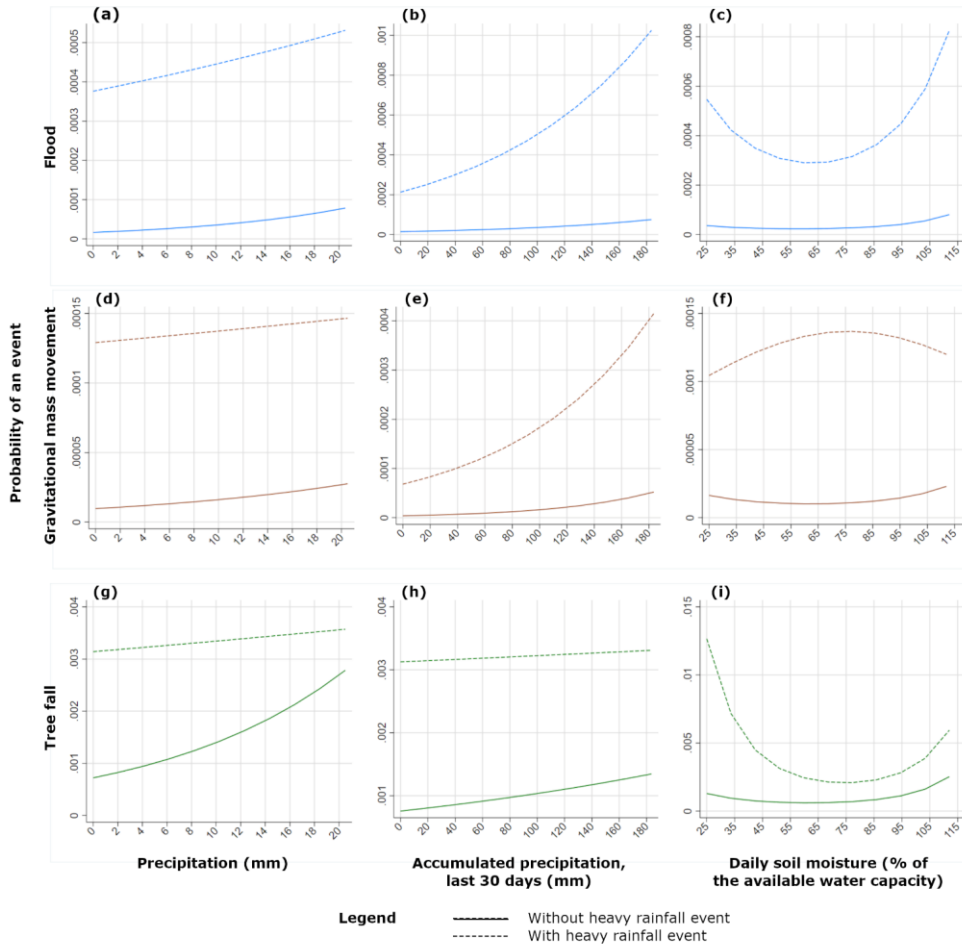 (a)
(b)
(c)
Flood
0 .0001 .0002 .0003 .0004 .0005
0 2 4 6 8 10 12 14 16 18 20
0 .0002 .0004 .0006 .0008 .001
0 20 40 60 80 100 120 140 160 180
0 .0002 .0004 .0006 .0008
25 35 45 55 65 75 85 95 105 115
Probability of an event
(d)
(e)
(f)
Gravitational mass movement
0 .00005 .0001 .00015
0 2 4 6 8 10 12 14 16 18 20
0 .0001 .0002 .0003 .0004
0 20 40 60 80 100 120 140 160 180
0 .00005 .0001 .00015
25 35 45 55 65 75 85 95 105 115
(g)
(h)
(i)
Tree fall
0 .001 .002 .003 .004
0 2 4 6 8 10 12 14 16 18 20
.001 .002 .003 .004
0 20 40 60 80 100 120 140 160 180
0 .005 .01 .015
25 35 45 55 65 75 85 95 105 115
Precipitation (mm)
Accumulated precipitation,
last 30 days (mm)
Daily soil moisture (% of
the available water capacity)
Legend
Without heavy rainfall event
With heavy rainfall event